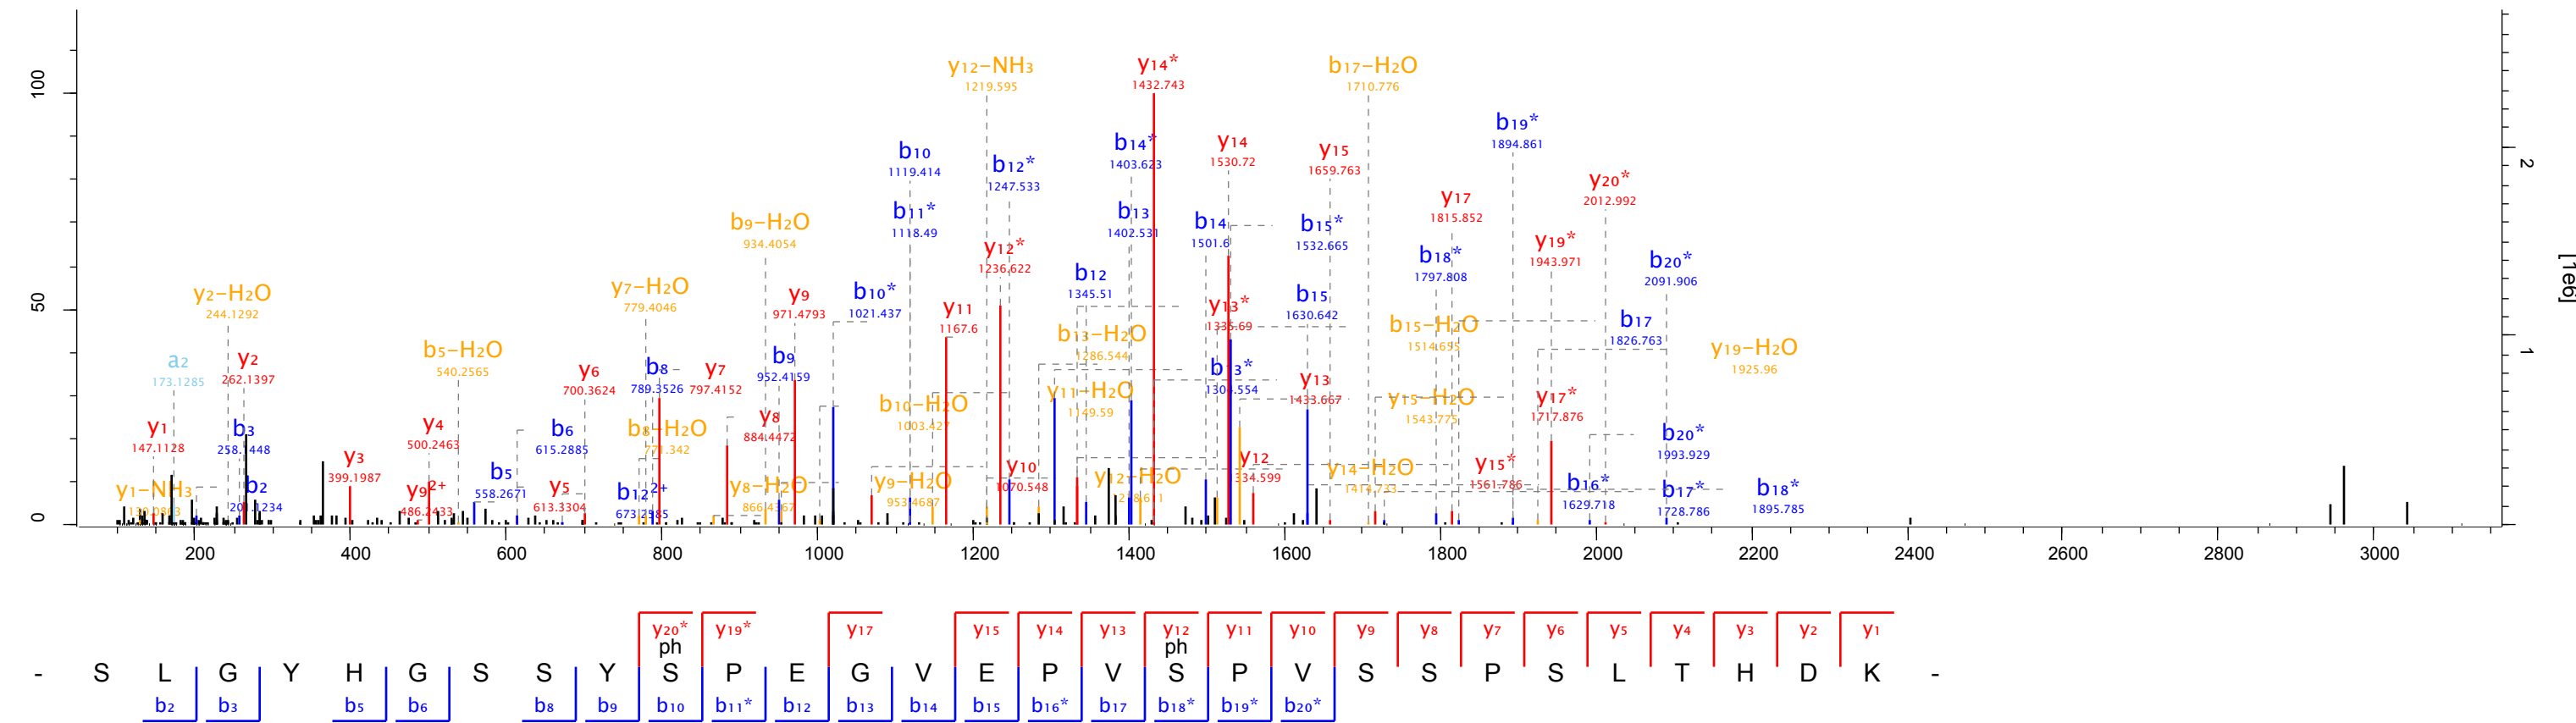 y12–NH3
1219.595
y14*
1432.743
b17–H2O
1710.776
b19*
1894.861
b10
1119.414
b12*
1247.533
b14*
1403.623
y14
1530.72
y15
1659.763
y20*
2012.992
b9–H2O
934.4054
b11*
1118.49
b13
1402.531
b14
1501.6
b15*
1532.665
y17
1815.852
y12*
1236.622
b18*
1797.808
y19*
1943.971
b20*
2091.906
y2–H2O
244.1292
y7–H2O
779.4046
y9
971.4793
b10*
1021.437
b12
1345.51
y11
1167.6
y13*
1335.69
b15
1630.642
b13–H2O
1286.544
b15–H2O
1514.655
b17
1826.763
y19–H2O
1925.96
a2
173.1285
y2
262.1397
b5–H2O
540.2565
y6
700.3624
b8
789.3526
y7
797.4152
b9
952.4159
b13*
1304.554
y11–H2O
1149.59
y13
1433.667
y15–H2O
1543.775
y17*
1717.876
y1
147.1128
b3
258.1448
y4
500.2463
b6
615.2885
b8–H2O
771.342
y8
884.4472
b10–H2O
1003.427
b20*
1993.929
y3
399.1987
b5
558.2671
y10
1070.548
y12–H2O
y12
1334.599
y14–H2O
1414.733
y15*
1561.786
y1–NH3
130.0863
b2
201.1234
y9 2+
486.2433
y5
613.3304
b12 2+
673.2585
y8–H2O
866.4367
y9–H2O
953.4687
b16*
1629.718
b17*
1728.786
b18*
1895.785
100
50
0
2
1
[1e6]
200 400 600 800 1000 1200 1400 1600 1800 2000 2200 2400 2600 2800 3000
y20* y19* y17 y15 y14 y13 y12 y11 y10 y9 y8 y7 y6 y5 y4 y3 y2 y1
ph ph
- S L G Y H G S S Y S P E G V E P V S P V S S P S L T H D K -
b2 b3 b5 b6 b8 b9 b10 b11* b12 b13 b14 b15 b16* b17 b18* b19* b20*